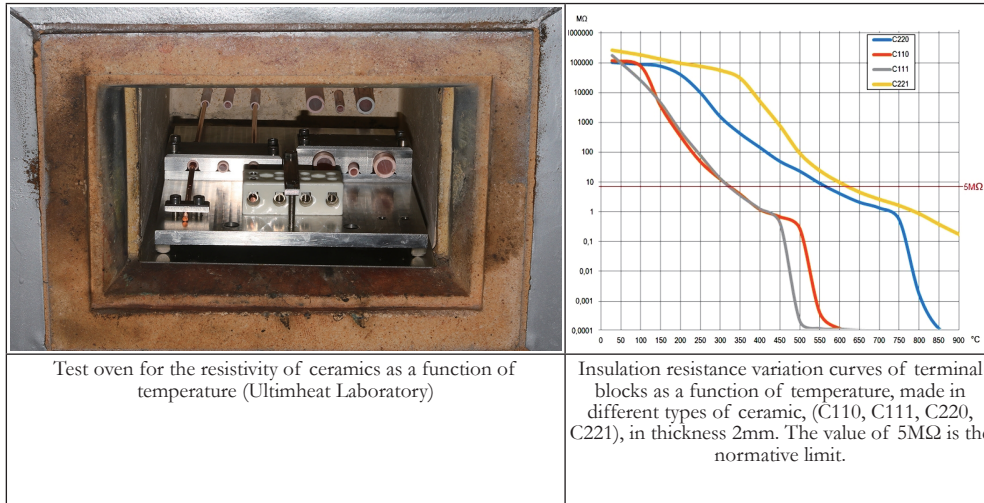 MΩ
1000000
100000
10000
1000
100
10
1
0,1
0,01
0,001
0,0001
C220
C110
C111
C221
5MΩ
0 50 100 150 200 250 300 350 400 450 500 550 600 650 700 750 800 850 900 °C
Test oven for the resistivity of ceramics as a function of
temperature (Ultimheat Laboratory)
Insulation resistance variation curves of terminal
blocks as a function of temperature, made in
different types of ceramic, (C110, C111, C220,
C221), in thickness 2mm. The value of 5MΩ is the
normative limit.